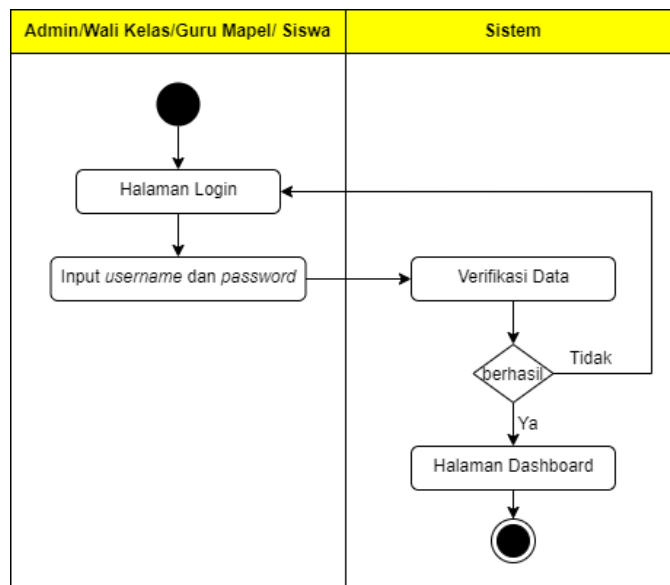 Admin/Wali Kelas/Guru Mapel/ Siswa
Sistem
Halaman Login
Input username dan password
Verifikasi Data
berhasil
Tidak
Ya
Halaman Dashboard